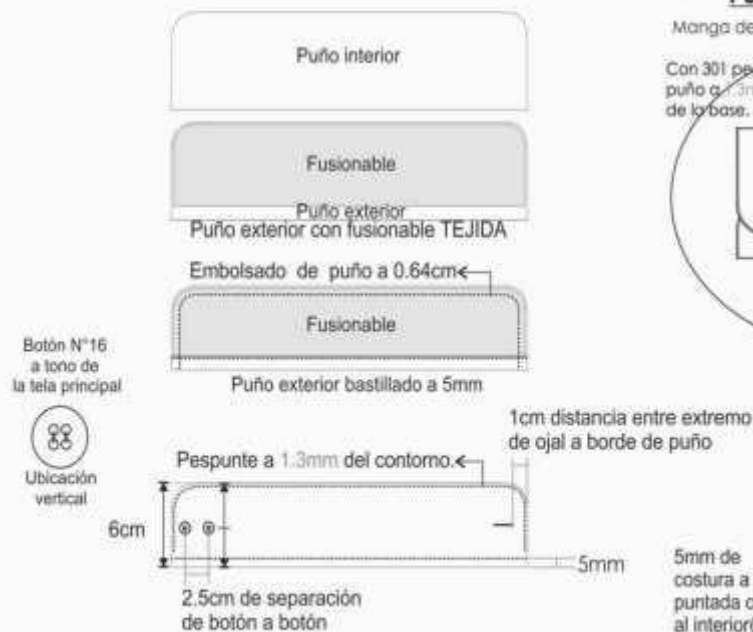 Puño interior
Fusionable
Puño exterior
Puño exterior con fusionable TEJIDA
Embolsado de puño a 0.64cm
Fusionable
Puño exterior bastillado a 5mm
Botón N°16
a tono de
la tela principal
Ubicación
vertical
1cm distancia entre extremo
de ojal a borde de puño
Pespunte a 1.3mm del contorno.
6cm
5mm
2.5cm de separación
de botón a botón
Manga de
Con 301
puño a
de la base.
5mm de
costura a
puntada
al interior